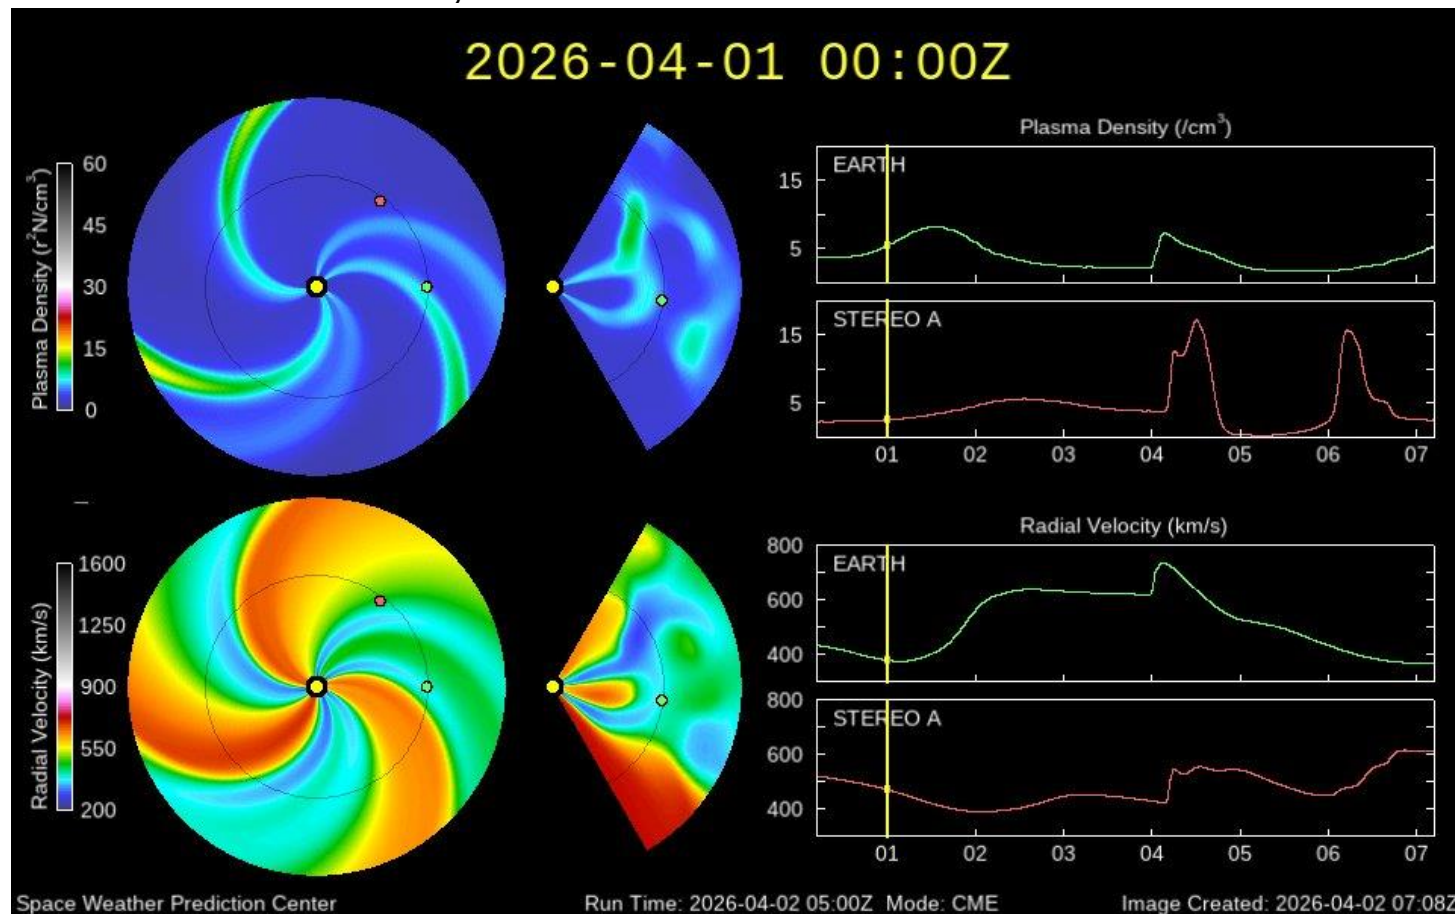 2026-04-01 00:00Z
Plasma Density (r²N/cm³)
60
45
30
15
0
Plasma Density (/cm³)
EARTH
15
5
STEREO A
15
5
01 02 03 04 05 06 07
Radial Velocity (km/s)
1600
1250
900
550
200
Radial Velocity (km/s)
800
EARTH
600
400
800
STEREO A
600
400
01 02 03 04 05 06 07
Space Weather Prediction Center Run Time: 2026-04-02 05:00Z Mode: CME Image Created: 2026-04-02 07:08Z